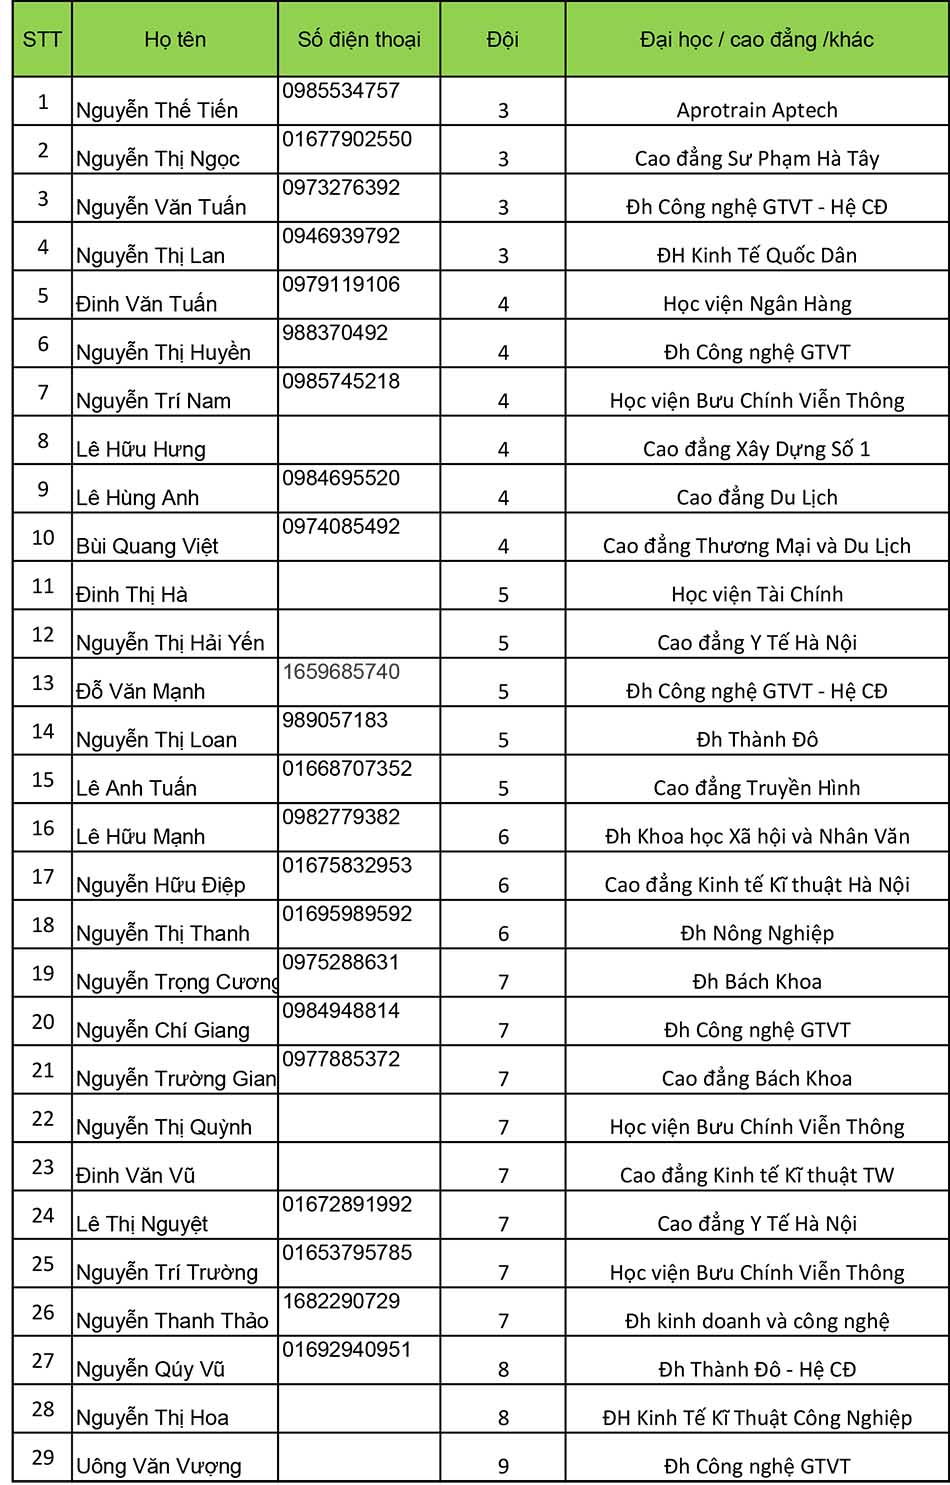 STT Họ tên Số điện thoại Đội Đại học / cao đẳng /khác
1 Nguyễn Thế Tiến 0985534757 3 Aprotrain Aptech
2 Nguyễn Thị Ngọc 01677902550 3 Cao đẳng Sư Phạm Hà Tây
3 Nguyễn Văn Tuấn 0973276392 3 Đh Công nghệ GTVT - Hệ CĐ
4 Nguyễn Thị Lan 0946939792 3 ĐH Kinh Tế Quốc Dân
5 Đinh Văn Tuấn 0979119106 4 Học viện Ngân Hàng
6 Nguyễn Thị Huyền 988370492 4 Đh Công nghệ GTVT
7 Nguyễn Trí Nam 0985745218 4 Học viện Bưu Chính Viễn Thông
8 Lê Hữu Hưng 4 Cao đẳng Xây Dựng Số 1
9 Lê Hùng Anh 0984695520 4 Cao đẳng Du Lịch
10 Bùi Quang Việt 0974085492 4 Cao đẳng Thương Mại và Du Lịch
11 Đinh Thị Hà 5 Học viện Tài Chính
12 Nguyễn Thị Hải Yến 5 Cao đẳng Y Tế Hà Nội
13 Đỗ Văn Mạnh 1659685740 5 Đh Công nghệ GTVT - Hệ CĐ
14 Nguyễn Thị Loan 989057183 5 Đh Thành Đô
15 Lê Anh Tuấn 01668707352 5 Cao đẳng Truyền Hình
16 Lê Hữu Mạnh 0982779382 6 Đh Khoa học Xã hội và Nhân Văn
17 Nguyễn Hữu Điệp 01675832953 6 Cao đẳng Kinh tế Kĩ thuật Hà Nội
18 Nguyễn Thị Thanh 01695989592 6 Đh Nông Nghiệp
19 Nguyễn Trọng Cương 0975288631 7 Đh Bách Khoa
20 Nguyễn Chí Giang 0984948814 7 Đh Công nghệ GTVT
21 Nguyễn Trường Gian 0977885372 7 Cao đẳng Bách Khoa
22 Nguyễn Thị Quỳnh 7 Học viện Bưu Chính Viễn Thông
23 Đinh Văn Vũ 7 Cao đẳng Kinh tế Kĩ thuật TW
24 Lê Thị Nguyệt 01672891992 7 Cao đẳng Y Tế Hà Nội
25 Nguyễn Trí Trường 01653795785 7 Học viện Bưu Chính Viễn Thông
26 Nguyễn Thanh Thảo 1682290729 7 Đh kinh doanh và công nghệ
27 Nguyễn Qúy Vũ 01692940951 8 Đh Thành Đô - Hệ CĐ
28 Nguyễn Thị Hoa 8 ĐH Kinh Tế Kĩ Thuật Công Nghiệp
29 Uông Văn Vượng 9 Đh Công nghệ GTVT